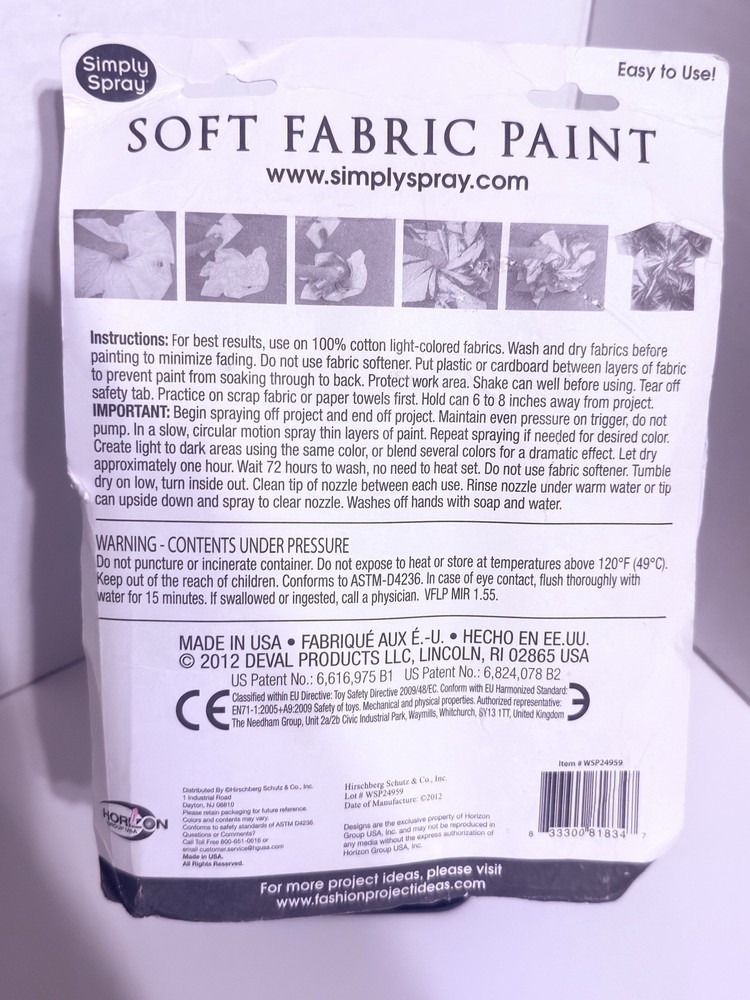 Simply
Spray
Easy to Use!
SOFT FABRIC PAINT
www.simplyspray.com
Instructions: For best results, use on 100% cotton light-colored fabrics. Wash and dry fabrics before
painting to minimize fading. Do not use fabric softener. Put plastic or cardboard between layers of fabric
to prevent paint from soaking through to back. Protect work area. Shake can well before using. Tear off
safety tab. Practice on scrap fabric or paper towels first. Hold can 6 to 8 inches away from project.
IMPORTANT: Begin spraying off project and end off project. Maintain even pressure on trigger, do not
pump. In a slow, circular motion spray thin layers of paint. Repeat spraying if needed for desired color.
Create light to dark areas using the same color, or blend several colors for a dramatic effect. Let dry
approximately one hour. Wait 72 hours to wash, no need to heat set. Do not use fabric softener. Tumble
dry on low, turn inside out. Clean tip of nozzle between each use. Rinse nozzle under warm water or tip
can upside down and spray to clear nozzle. Washes off hands with soap and water.
WARNING - CONTENTS UNDER PRESSURE
Do not puncture or incinerate container. Do not expose to heat or store at temperatures above 120°F (49°C).
Keep out of the reach of children. Conforms to ASTM-D4236. In case of eye contact, flush thoroughly with
water for 15 minutes. If swallowed or ingested, call a physician. VFLP MIR 1.55.
MADE IN USA • FABRIQUÉ AUX É.-U. • HECHO EN EE.UU.
© 2012 DEVAL PRODUCTS LLC, LINCOLN, RI 02865 USA
US Patent No.: 6,616,975 B1 US Patent No.: 6,824,078 B2
CE Classified within EU Directive: Toy Safety Directive 2009/48/EC. Conform with EU Harmonized Standard:
EN71-1:2005+A9:2009 Safety of toys. Mechanical and physical properties. Authorized representative:
The Needham Group, Unit 2a/2b Civic Industrial Park, Waymills, Whitchurch, SY13 1TT, United Kingdom
Item # WSP24959
HORIZON
GROUP USA
Distributed By ©Hirschberg Schutz & Co., Inc.
1 Industrial Road
Dayton, NJ 08810
Please retain packaging for future reference.
Colors and contents may vary.
Conforms to safety standards of ASTM D4236.
Questions or Comments?
Call Toll Free 800-651-0616 or
email customer.service@hgusa.com
Made in USA.
All Rights Reserved.
Hirschberg Schutz & Co., Inc.
Lot # WSP24959
Date of Manufacture: ©2012
Designs are the exclusive property of Horizon
Group USA, Inc. and may not be reproduced in
any media without the express authorization of
Horizon Group USA, Inc.
6 33300 81834 7
For more project ideas, please visit
www.fashionprojectideas.com